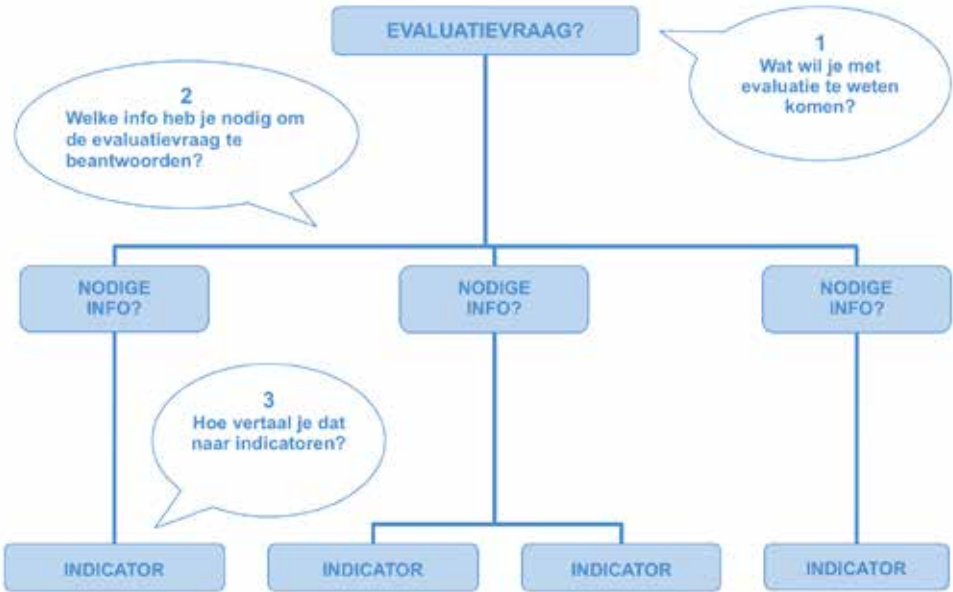 EVALUATIEVRAAG?
1
Wat wil je met
evaluatie te weten
komen?
2
Welke info heb je nodig om
de evaluatievraag te
beantwoorden?
NODIGE
INFO?
NODIGE
INFO?
NODIGE
INFO?
3
Hoe vertaal je dat
naar indicatoren?
INDICATOR
INDICATOR
INDICATOR
INDICATOR